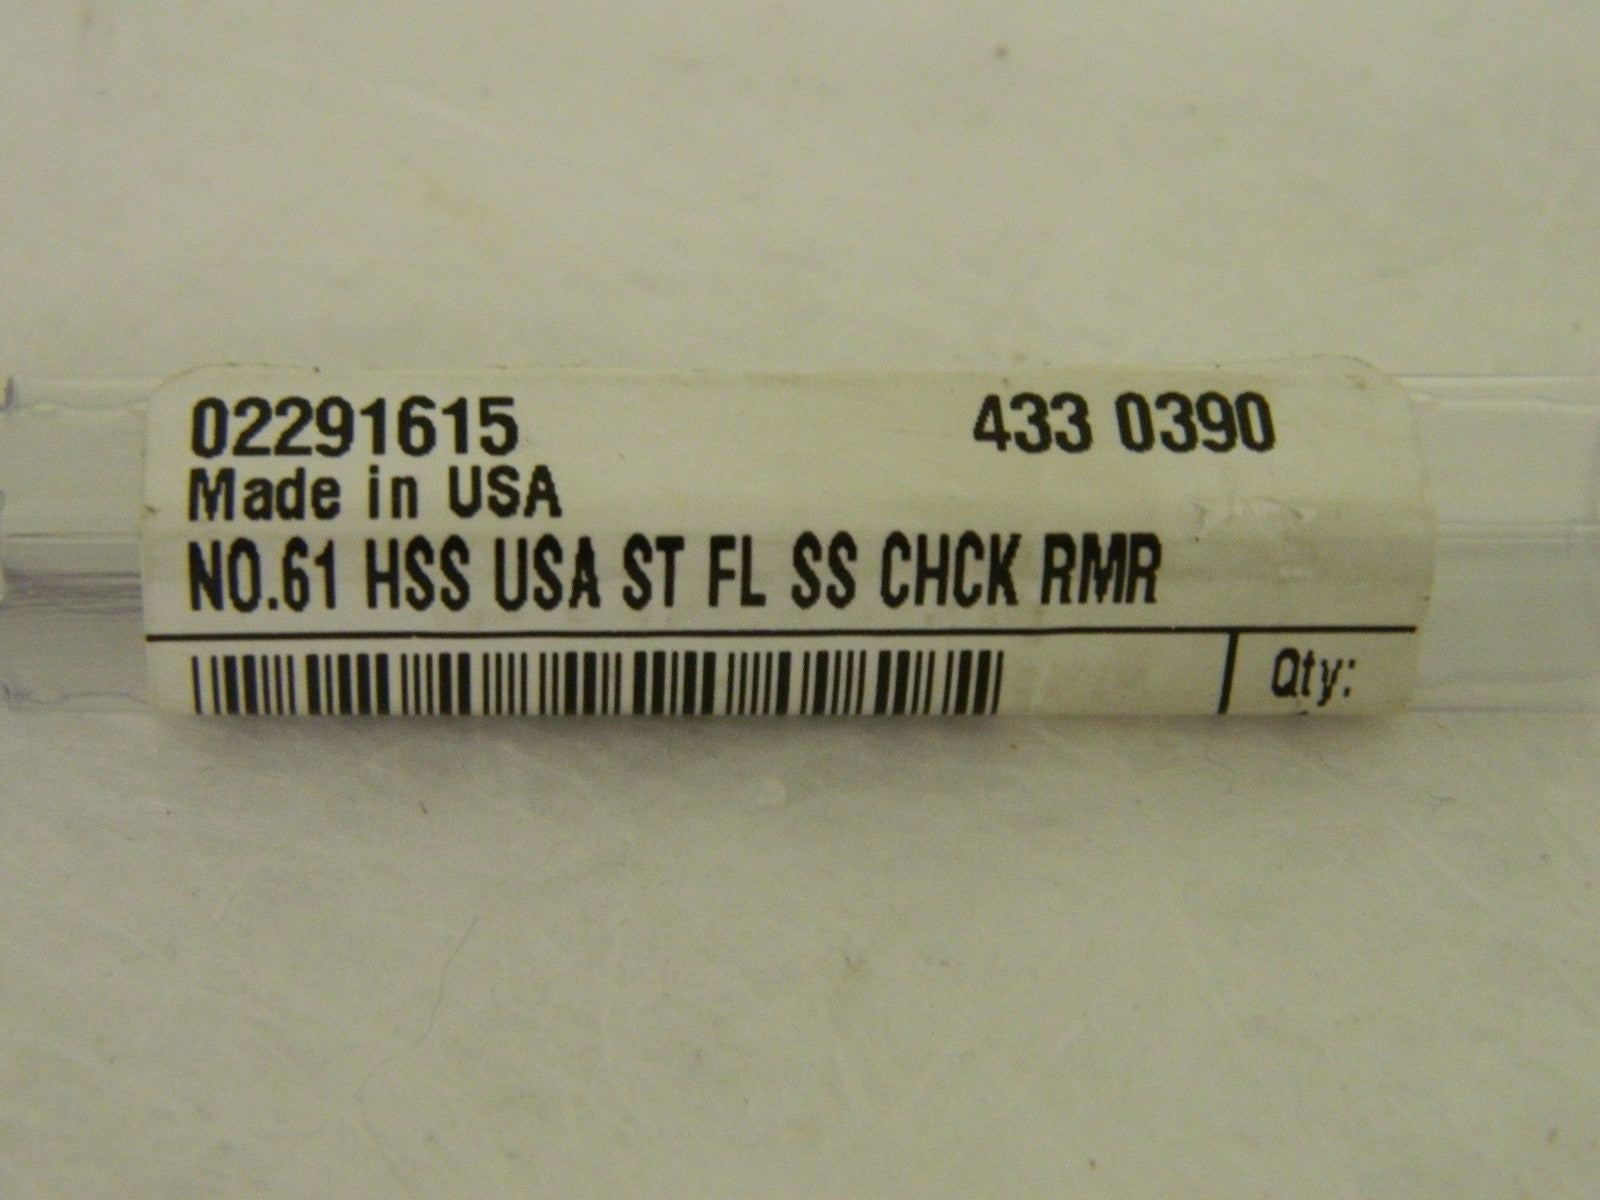 02291615 433 0390
Made in USA
NO.61 HSS USA ST FL SS CHCK RMR
Qty: